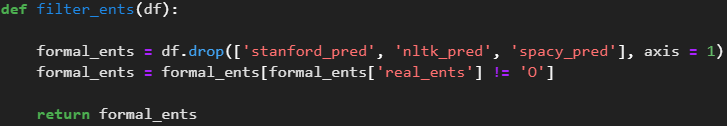 def filter_ents(df):
formal_ents = df.drop(['stanford_pred', 'nltk_pred', 'spacy_pred'], axis = 1)
formal_ents = formal_ents[formal_ents['real_ents'] != 'O']
return formal_ents